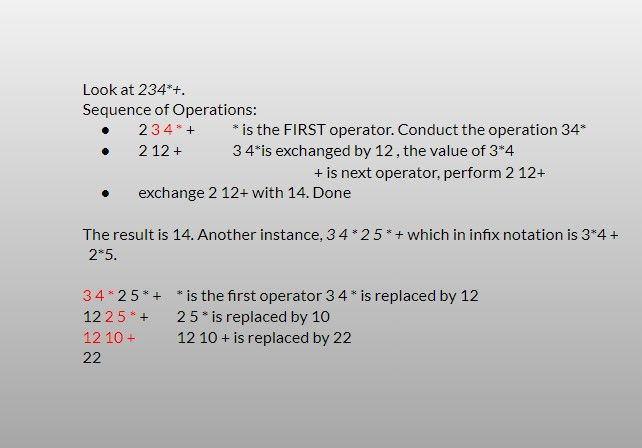 Look at 234*+.
Sequence of Operations:
● 2 3 4 * + * is the FIRST operator. Conduct the operation 34*
● 2 12 + 3 4*is exchanged by 12 , the value of 3*4
+ is next operator, perform 2 12+
● exchange 2 12+ with 14. Done
The result is 14. Another instance, 3 4 * 2 5 * + which in infix notation is 3*4 +
2*5.
3 4 * 2 5 * + * is the first operator 3 4 * is replaced by 12
12 2 5 * + 2 5 * is replaced by 10
12 10 + 12 10 + is replaced by 22
22